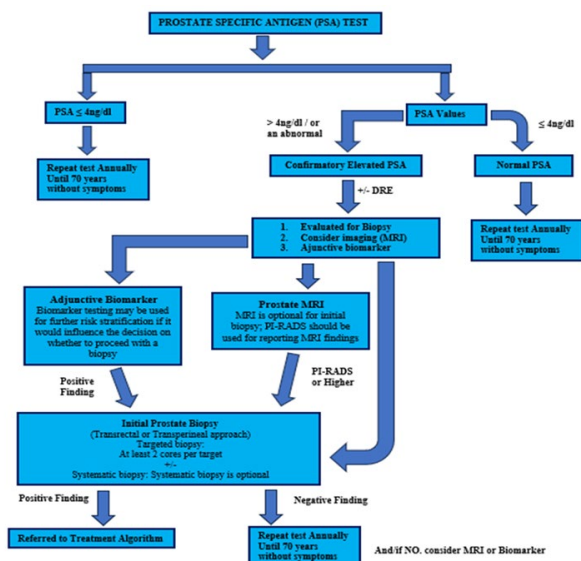 PROSTATE SPECIFIC ANTIGEN (PSA) TEST
PSA ≤ 4ng/dl
> 4ng/dl / or
an abnormal
PSA Values
≤ 4ng/dl
Repeat test Annually
Until 70 years
without symptoms
Confirmatory Elevated PSA
Normal PSA
+/- DRE
1. Evaluated for Biopsy
2. Consider imaging (MRI)
3. Ajunctive biomarker
Repeat test Annually
Until 70 years
without symptoms
Adjunctive Biomarker
Biomarker testing may be used
for further risk stratification if it
would influence the decision on
whether to proceed with a
biopsy
Prostate MRI
MRI is optional for initial
biopsy; PI-RADS should be
used for reporting MRI findings
Positive
Finding
PI-RADS
or Higher
Initial Prostate Biopsy
(Transrectal or Transperineal approach)
Targeted biopsy:
At least 2 cores per target
+/-
Systematic biopsy: Systematic biopsy is optional
Positive Finding
Negative Finding
Referred to Treatment Algorithm
Repeat test Annually
Until 70 years
without symptoms
And/if NO. consider MRI or Biomarker